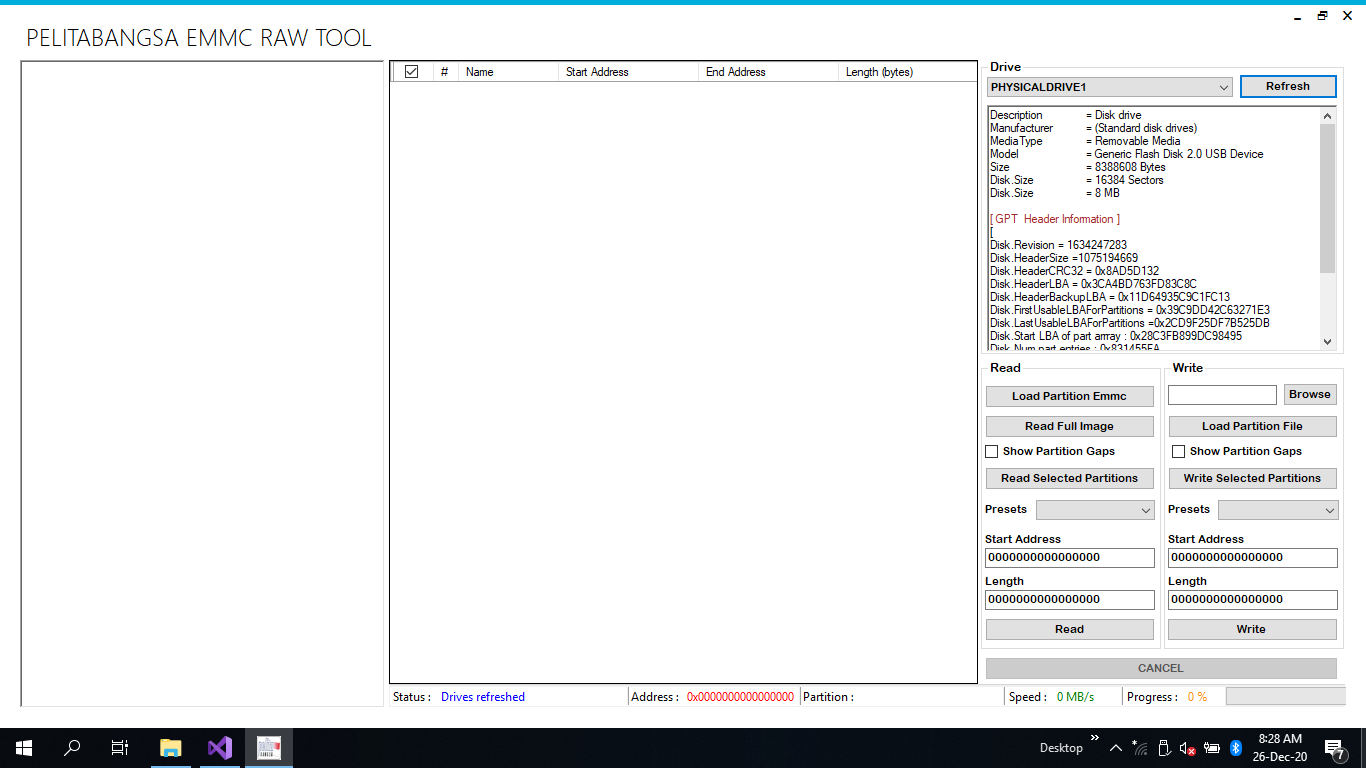 PELITABANGSA EMMC RAW TOOL
# Name Start Address End Address Length (bytes)
Drive
PHYSICALDRIVE1 Refresh
Description = Disk drive
Manufacturer = (Standard disk drives)
MediaType = Removable Media
Model = Generic Flash Disk 2.0 USB Device
Size = 8388608 Bytes
Disk.Size = 16384 Sectors
Disk.Size = 8 MB
[ GPT Header Information ]
[
Disk.Revision = 1634247283
Disk.HeaderSize =1075194669
Disk.HeaderCRC32 = 0x8AD5D132
Disk.HeaderLBA = 0x3CA4BD763FD83C8C
Disk.HeaderBackupLBA = 0x11D64935C9C1FC13
Disk.FirstUsableLBAForPartitions = 0x39C9DD42C63271E3
Disk.LastUsableLBAForPartitions =0x2CD9F25DF7B525DB
Disk.Start LBA of part arrray : 0x28C3FB899DC98495
Disk.Num part entries : 0x831455FA
Read
Load Partition Emmc
Read Full Image
Show Partition Gaps
Read Selected Partitions
Presets
Start Address
0000000000000000
Length
0000000000000000
Read
Write
Browse
Load Partition File
Show Partition Gaps
Write Selected Partitions
Presets
Start Address
0000000000000000
Length
0000000000000000
Write
CANCEL
Status : Drives refreshed Address : 0x0000000000000000 Partition : Speed : 0 MB/s Progress : 0 %
Desktop
8:28 AM
26-Dec-20
7